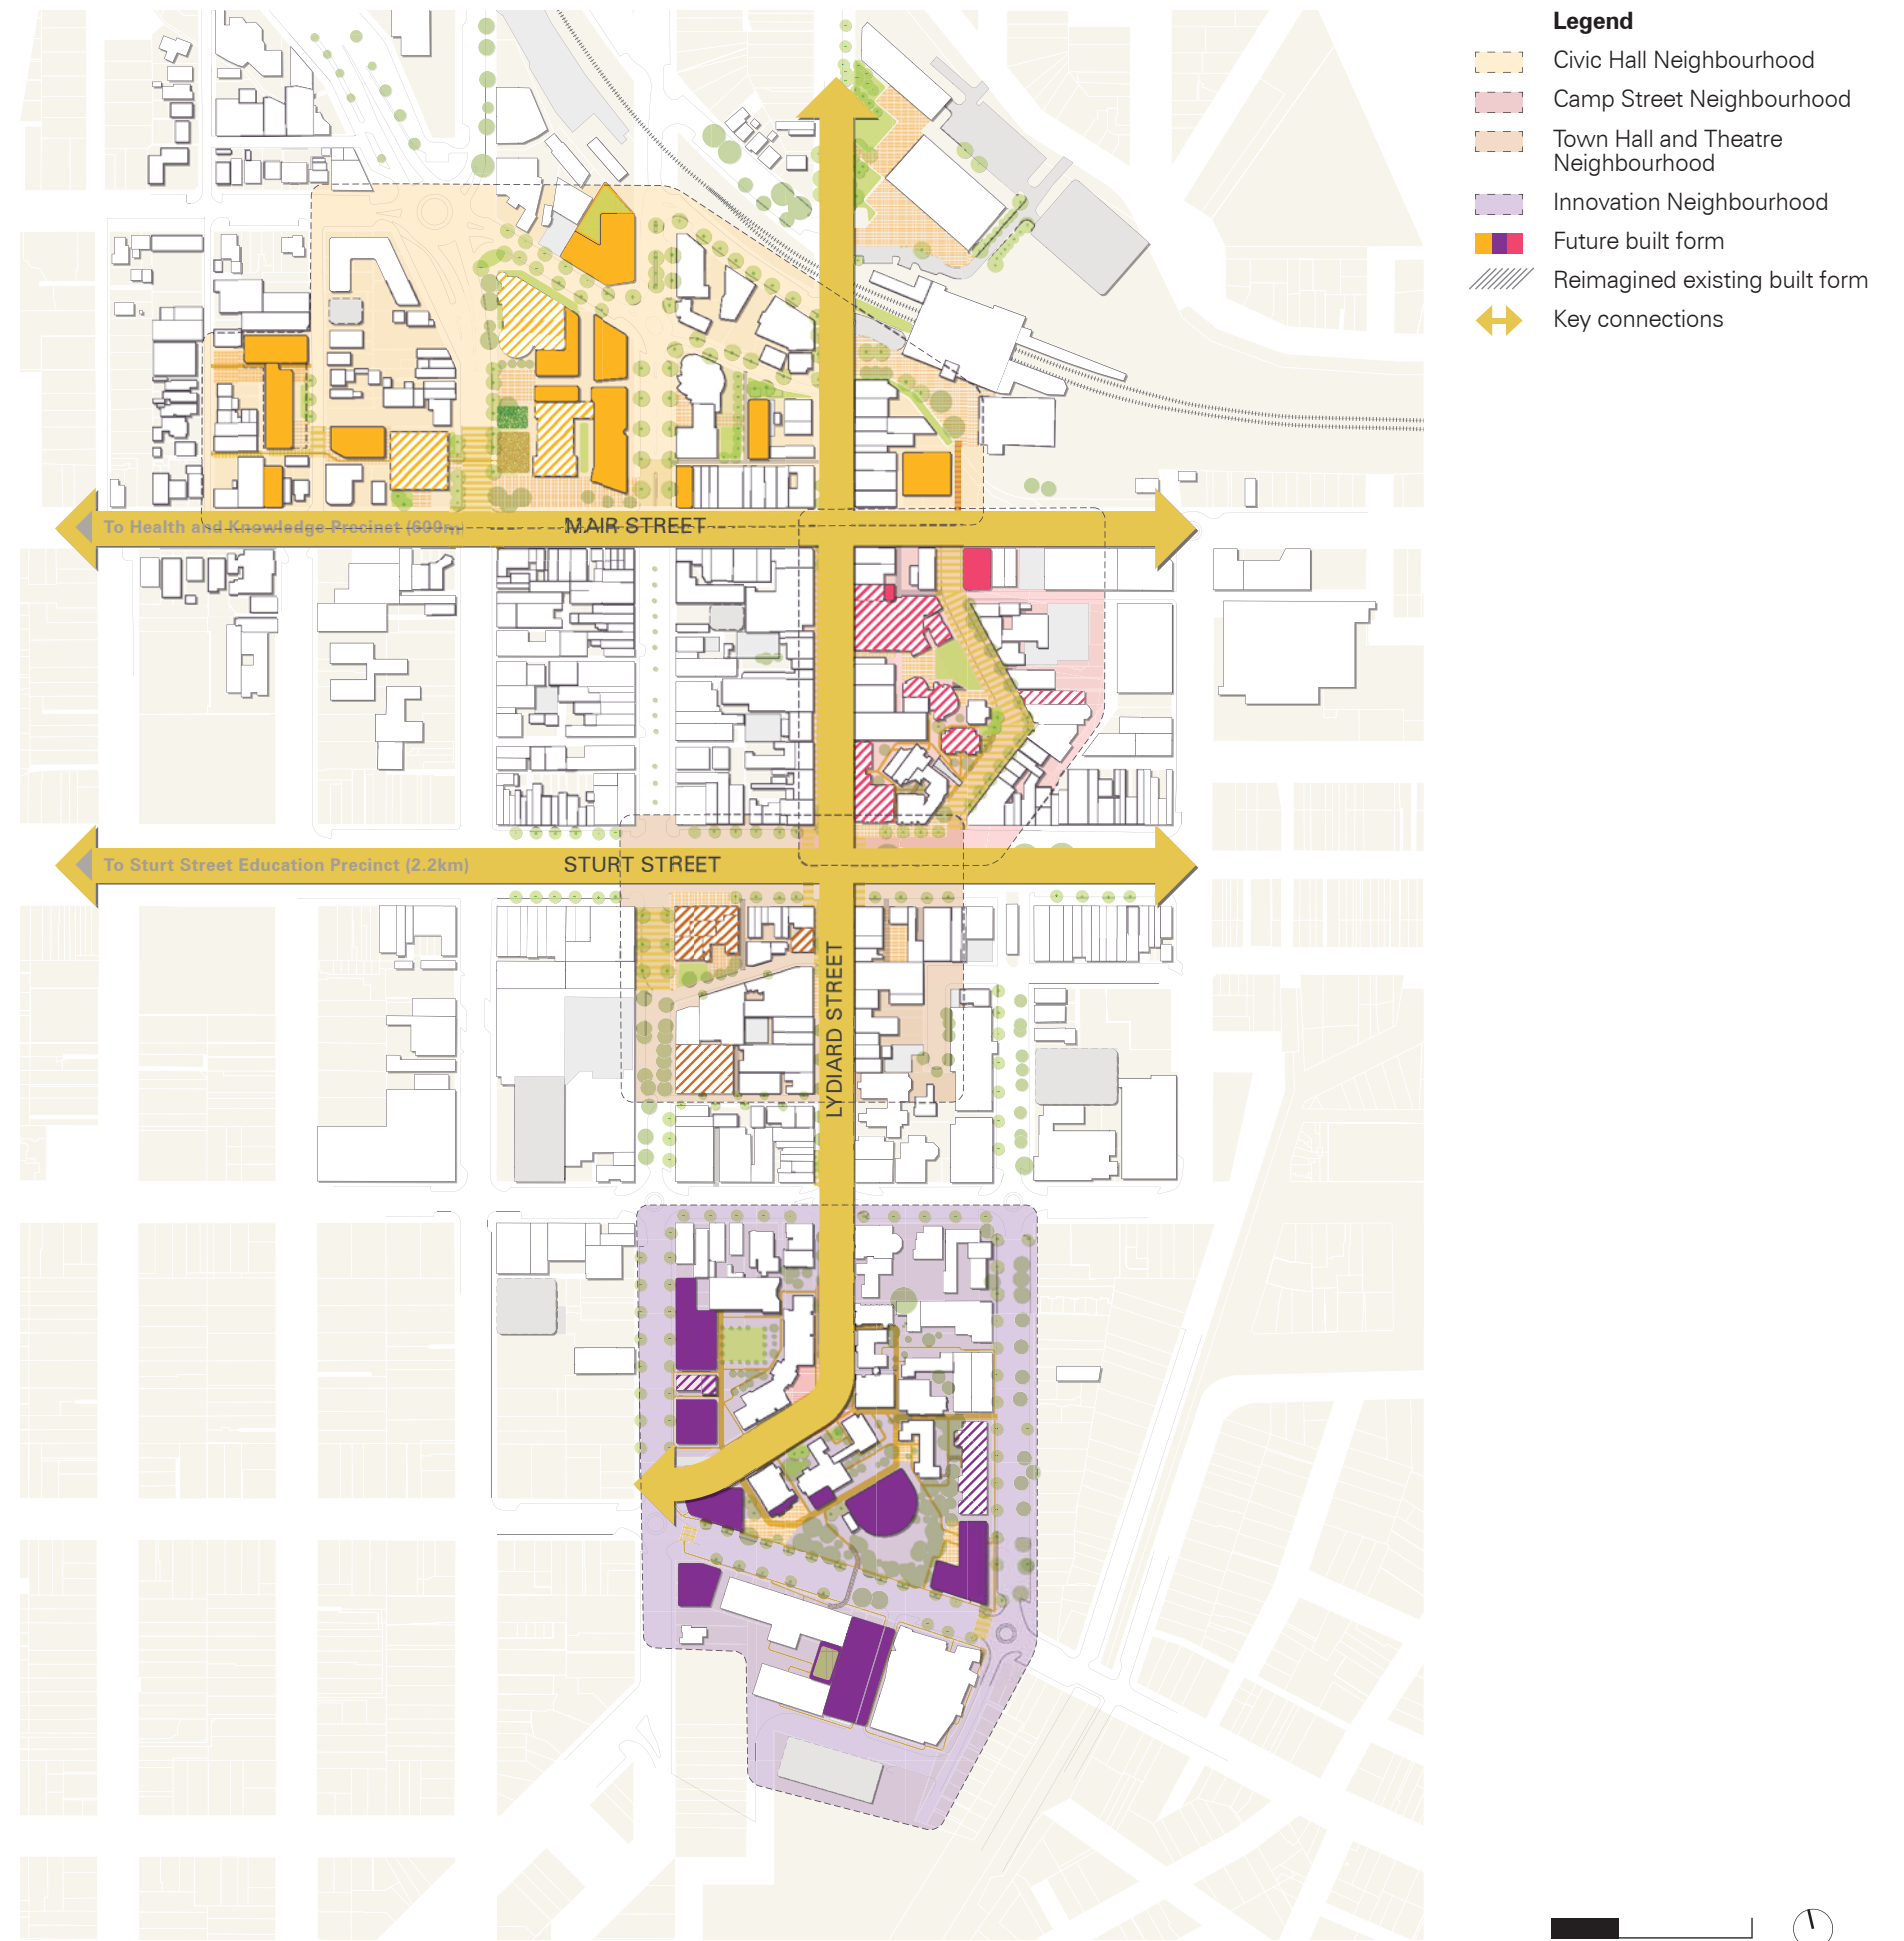 Legend
Civic Hall Neighbourhood
Camp Street Neighbourhood
Town Hall and Theatre
Neighbourhood
Innovation Neighbourhood
Future built form
Reimagined existing built form
Key connections
To Health and Knowledge Precinct (600m)
MAIR STREET
To Sturt Street Education Precinct (2.2km)
STURT STREET
LYDIARD STREET